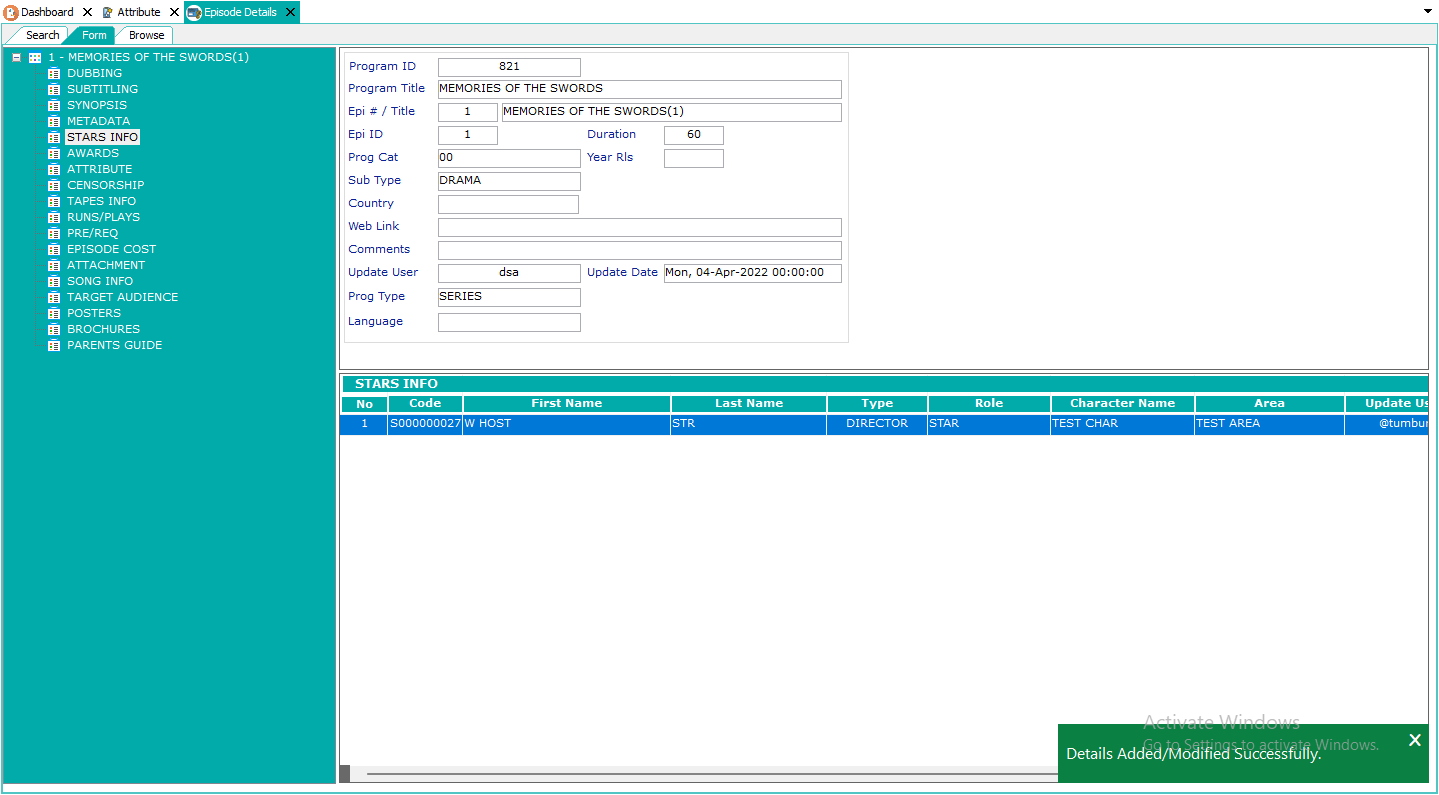 Dashboard Attribute Episode Details
Search Form Browse
1 - MEMORIES OF THE SWORDS(1)
DUBBING
SUBTITLING
SYNOPSIS
METADATA
STARS INFO
AWARDS
ATTRIBUTE
CENSORSHIP
TAPES INFO
RUNS/PLAYS
PRE/REQ
EPISODE COST
ATTACHMENT
SONG INFO
TARGET AUDIENCE
POSTERS
BROCHURES
PARENTS GUIDE
Program ID 821
Program Title MEMORIES OF THE SWORDS
Epi # / Title 1 MEMORIES OF THE SWORDS(1)
Epi ID 1 Duration 60
Prog Cat 00 Year Rls
Sub Type DRAMA
Country
Web Link
Comments
Update User dsa Update Date Mon, 04-Apr-2022 00:00:00
Prog Type SERIES
Language
STARS INFO
No Code First Name Last Name Type Role Character Name Area Update Us
1 S000000027 W HOST STR DIRECTOR STAR TEST CHAR TEST AREA @tumbur
Activate Windows
Go to Settings to activate Windows.
Details Added/Modified Successfully.